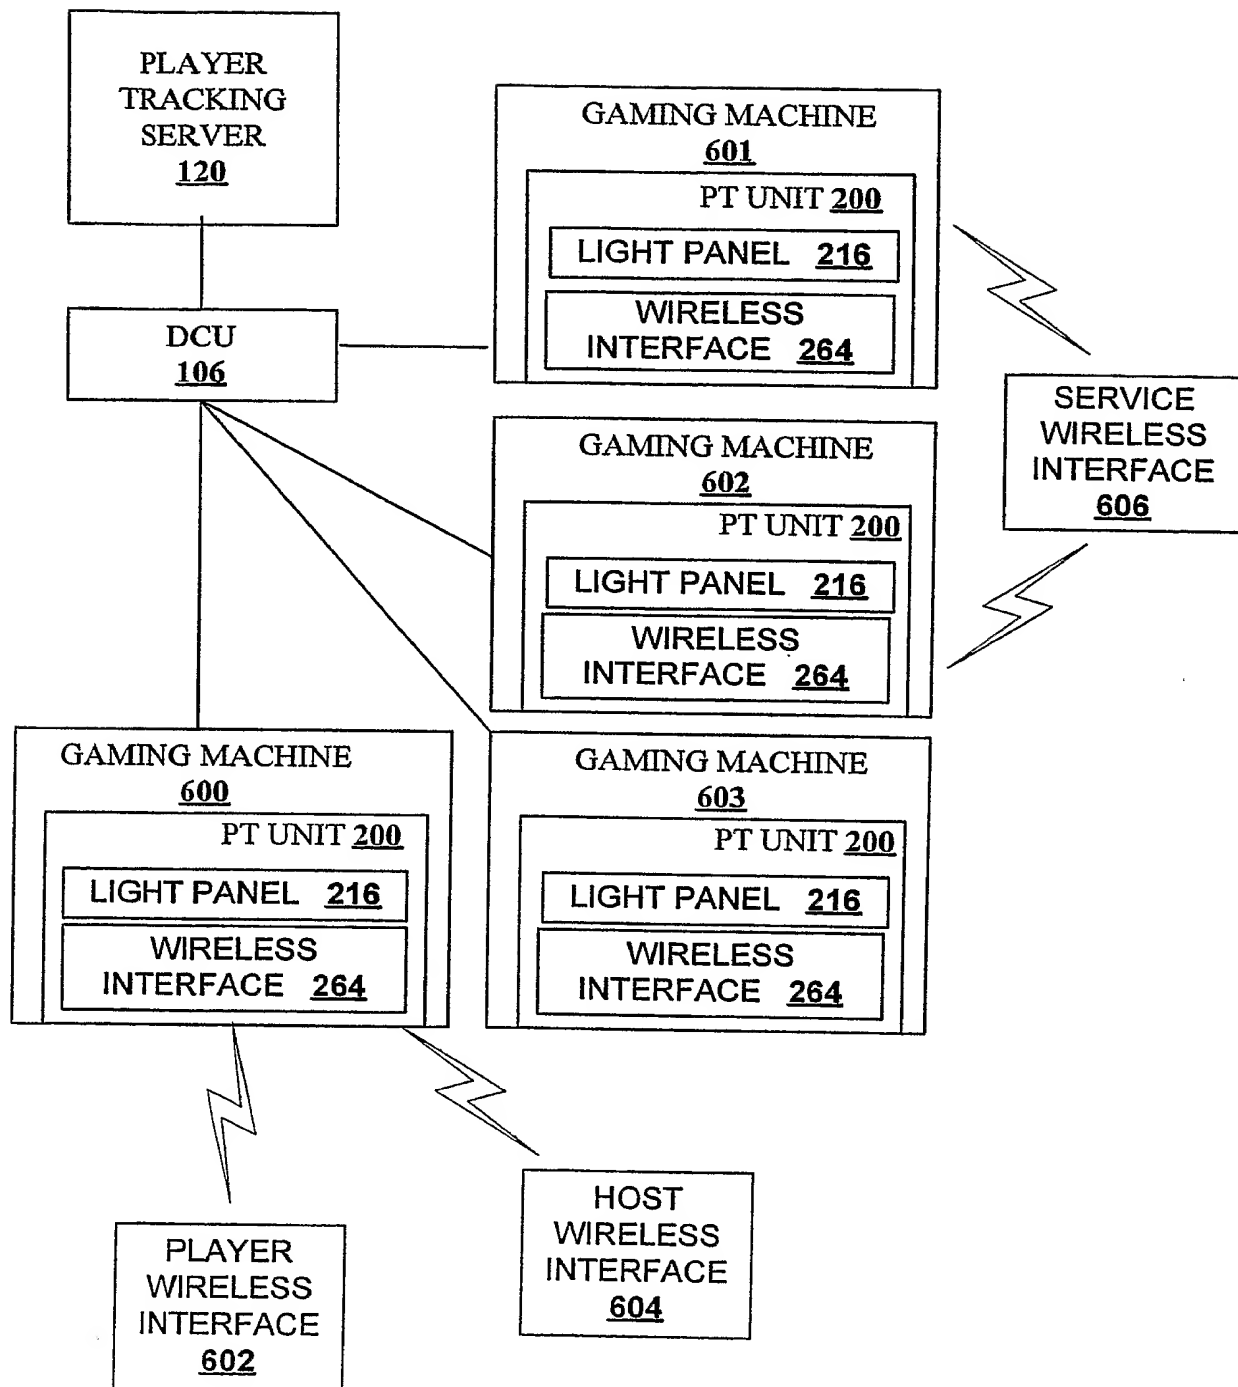 PLAYER
TRACKING
SERVER
120
DCU
106
GAMING MACHINE
601
PT UNIT 200
LIGHT PANEL 216
WIRELESS
INTERFACE 264
GAMING MACHINE
602
PT UNIT 200
LIGHT PANEL 216
WIRELESS
INTERFACE 264
SERVICE
WIRELESS
INTERFACE
606
GAMING MACHINE
600
PT UNIT 200
LIGHT PANEL 216
WIRELESS
INTERFACE 264
GAMING MACHINE
603
PT UNIT 200
LIGHT PANEL 216
WIRELESS
INTERFACE 264
PLAYER
WIRELESS
INTERFACE
602
HOST
WIRELESS
INTERFACE
604